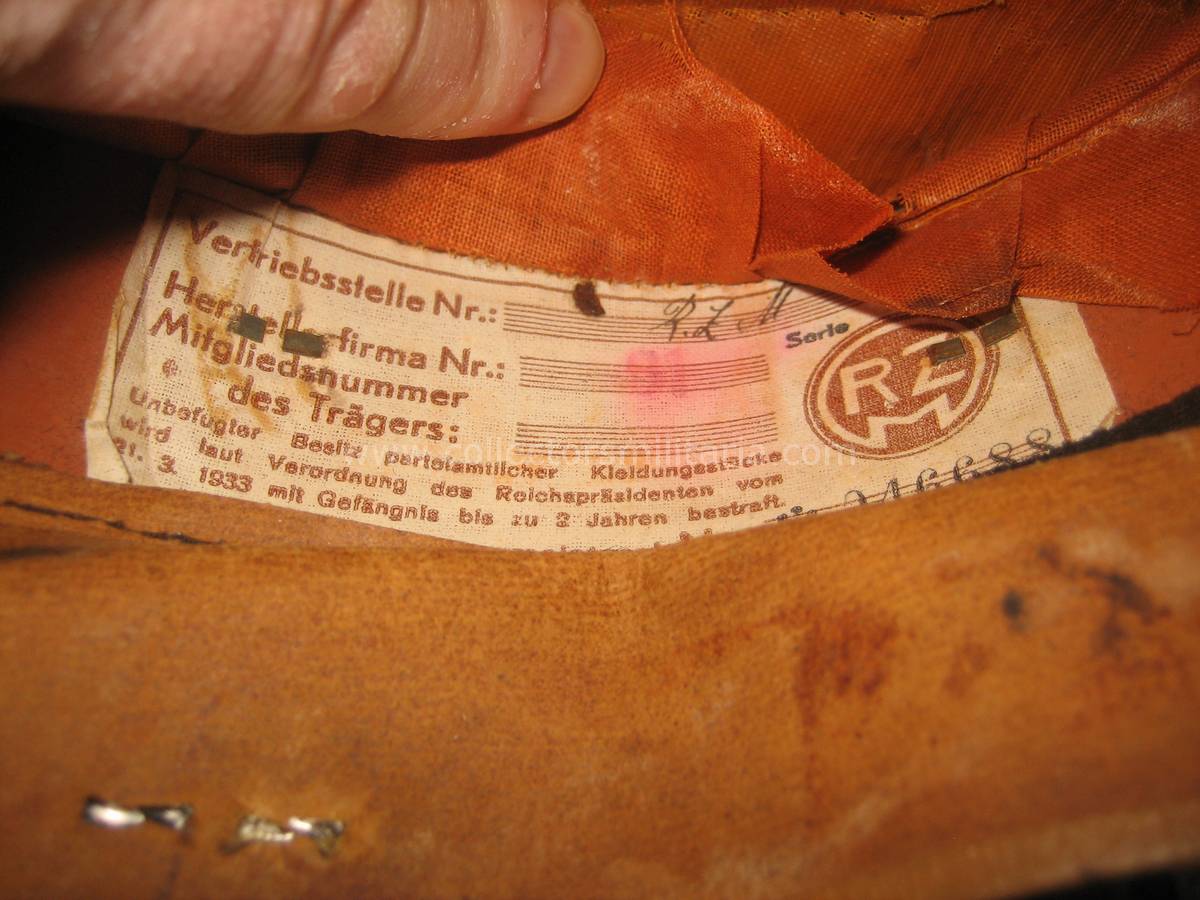 Vertriebsstelle Nr.: R.Z.M
Herstellerfirma Nr.:
Serie
RZM
Mitgliedsnummer
des Trägers:
Unbefugter Besitz parteiamtlicher Kleidungsstücke
wird laut Verordnung des Reichspräsidenten vom
21. 3. 1933 mit Gefängnis bis zu 2 Jahren bestraft.